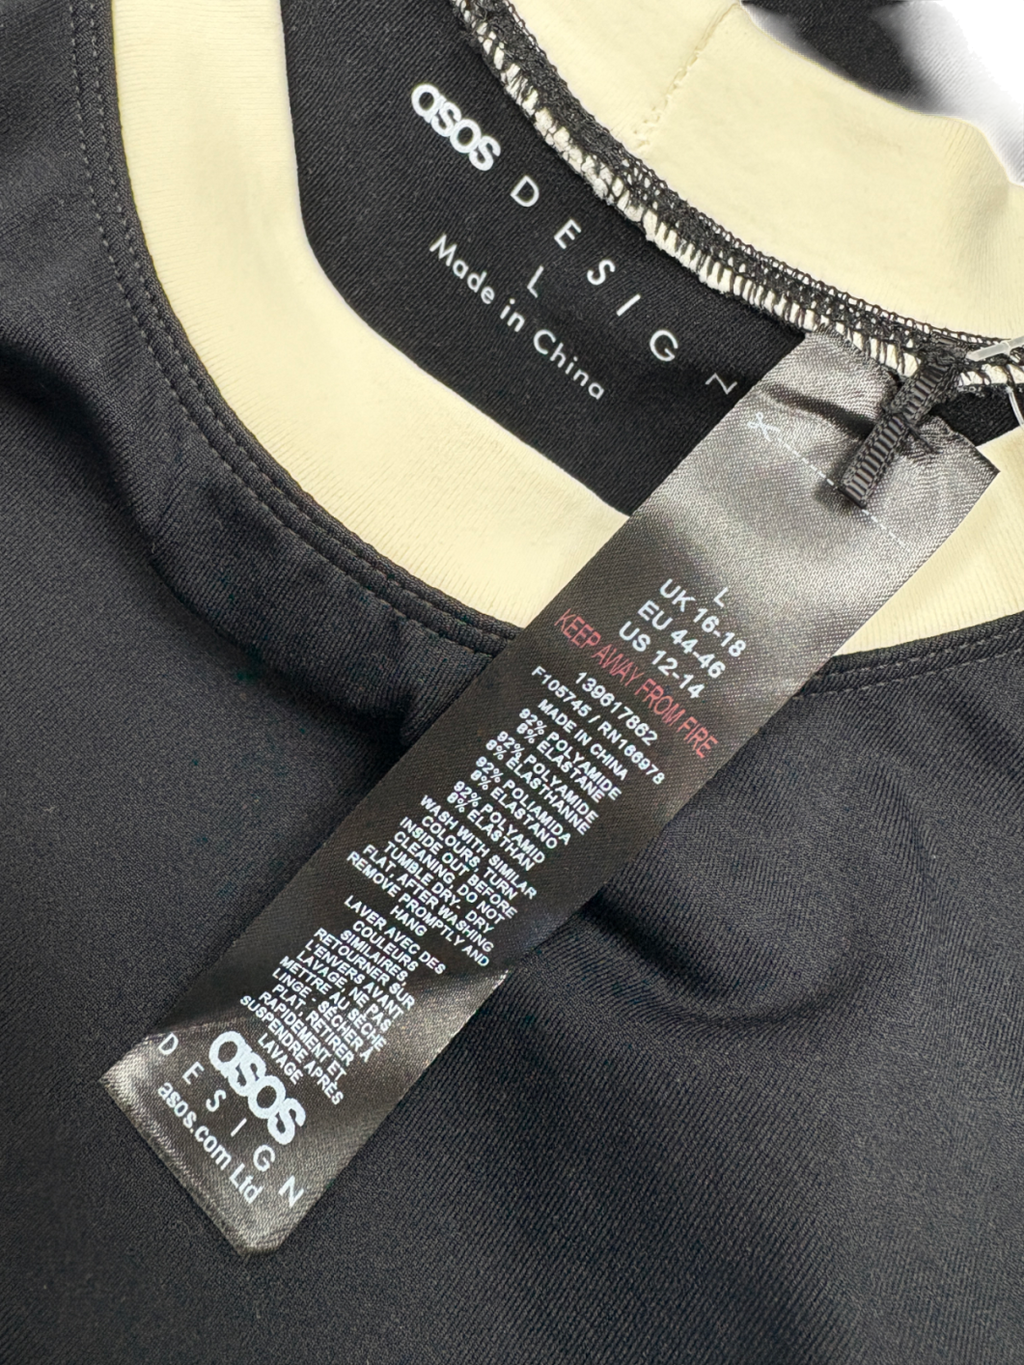 asos DESIGN
L
Made in China
L
UK 16-18
EU 44-46
US 12-14
KEEP AWAY FROM FIRE
139617862
F105745 / RN166978
MADE IN CHINA
92% POLYAMIDE
8% ELASTANE
92% POLYAMIDE
8% ELASTHANNE
92% POLIAMIDA
8% ELASTANO
92% POLYAMID
8% ELASTHAN
WASH WITH SIMILAR
COLOURS, TURN
INSIDE OUT BEFORE
CLEANING, DO NOT
TUMBLE DRY- DRY
FLAT, AFTER WASHING
REMOVE PROMPTLY AND
HANG
LAVER AVEC DES
COULEURS
SIMILAIRES,
RETOURNER SUR
L'ENVERS AVANT
LAVAGE, NE PAS
METTRE AU SÈCHE
LINGE - SÉCHER À
PLAT, RETIRER
RAPIDEMENT ET
SUSPENDRE APRÈS
LAVAGE
asos
DESIGN
asos.com Ltd